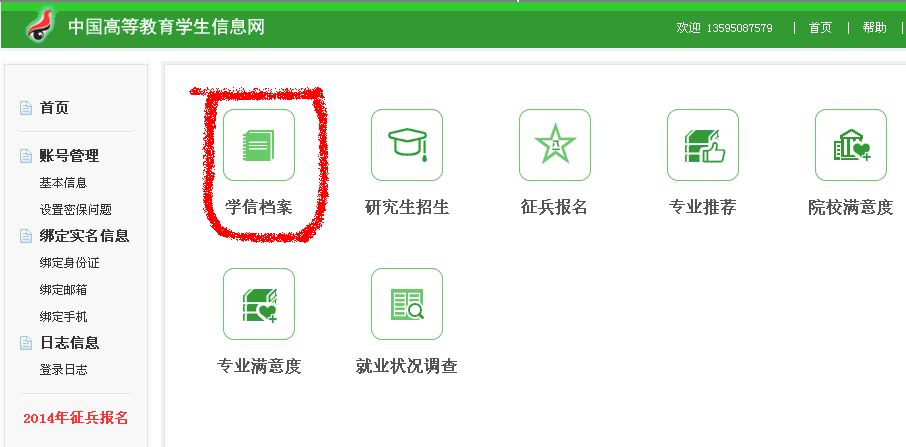 中国高等教育学生信息网
欢迎 13595087579 | 首页 | 帮助 |
首页
账号管理
基本信息
设置密保问题
绑定实名信息
绑定身份证
绑定邮箱
绑定手机
日志信息
登录日志
2014年征兵报名
学信档案 研究生招生 征兵报名 专业推荐 院校满意度
专业满意度 就业状况调查